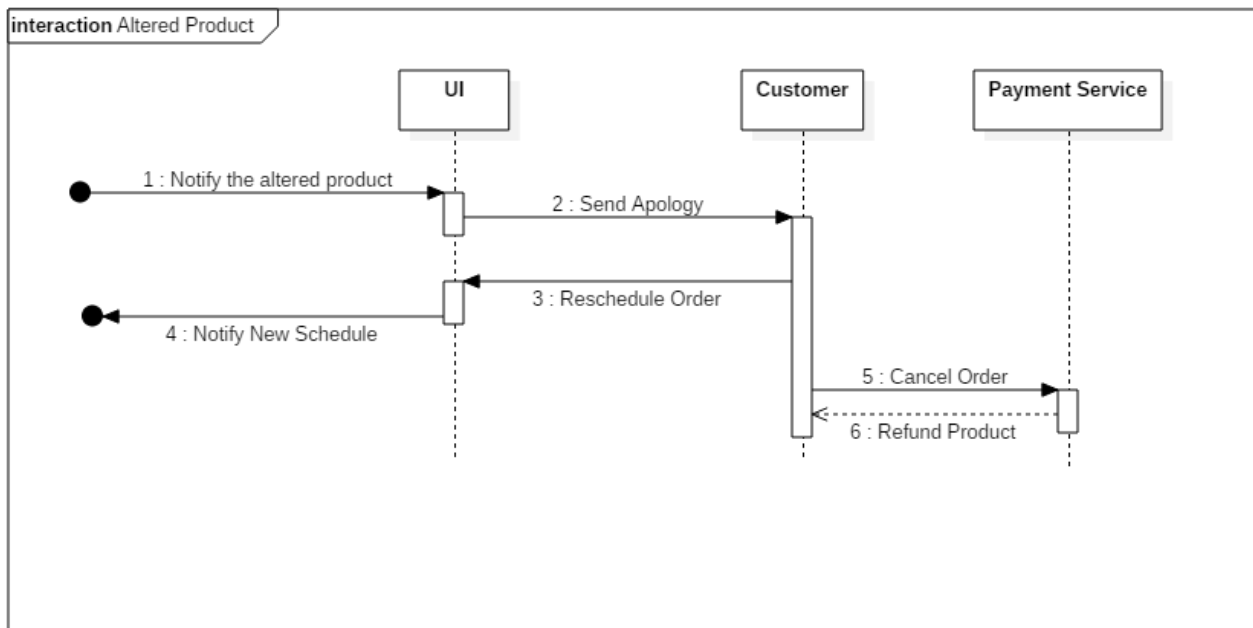 interaction Altered Product
UI
Customer
Payment Service
1 : Notify the altered product
2 : Send Apology
3 : Reschedule Order
4 : Notify New Schedule
5 : Cancel Order
6 : Refund Product